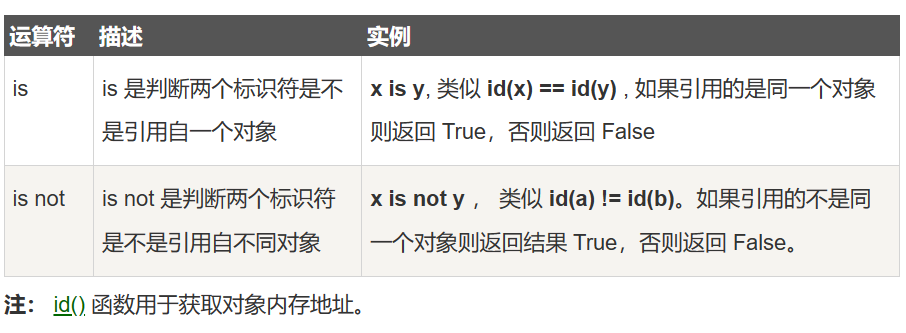 运算符 描述 实例
is is 是判断两个标识符是不 x is y, 类似 id(x) == id(y) , 如果引用的是同一个对象
是引用自一个对象 则返回 True，否则返回 False
is not is not 是判断两个标识符 x is not y ， 类似 id(a) != id(b)。如果引用的不是同
是不是引用自不同对象 一个对象则返回结果 True，否则返回 False。
注： id() 函数用于获取对象内存地址。